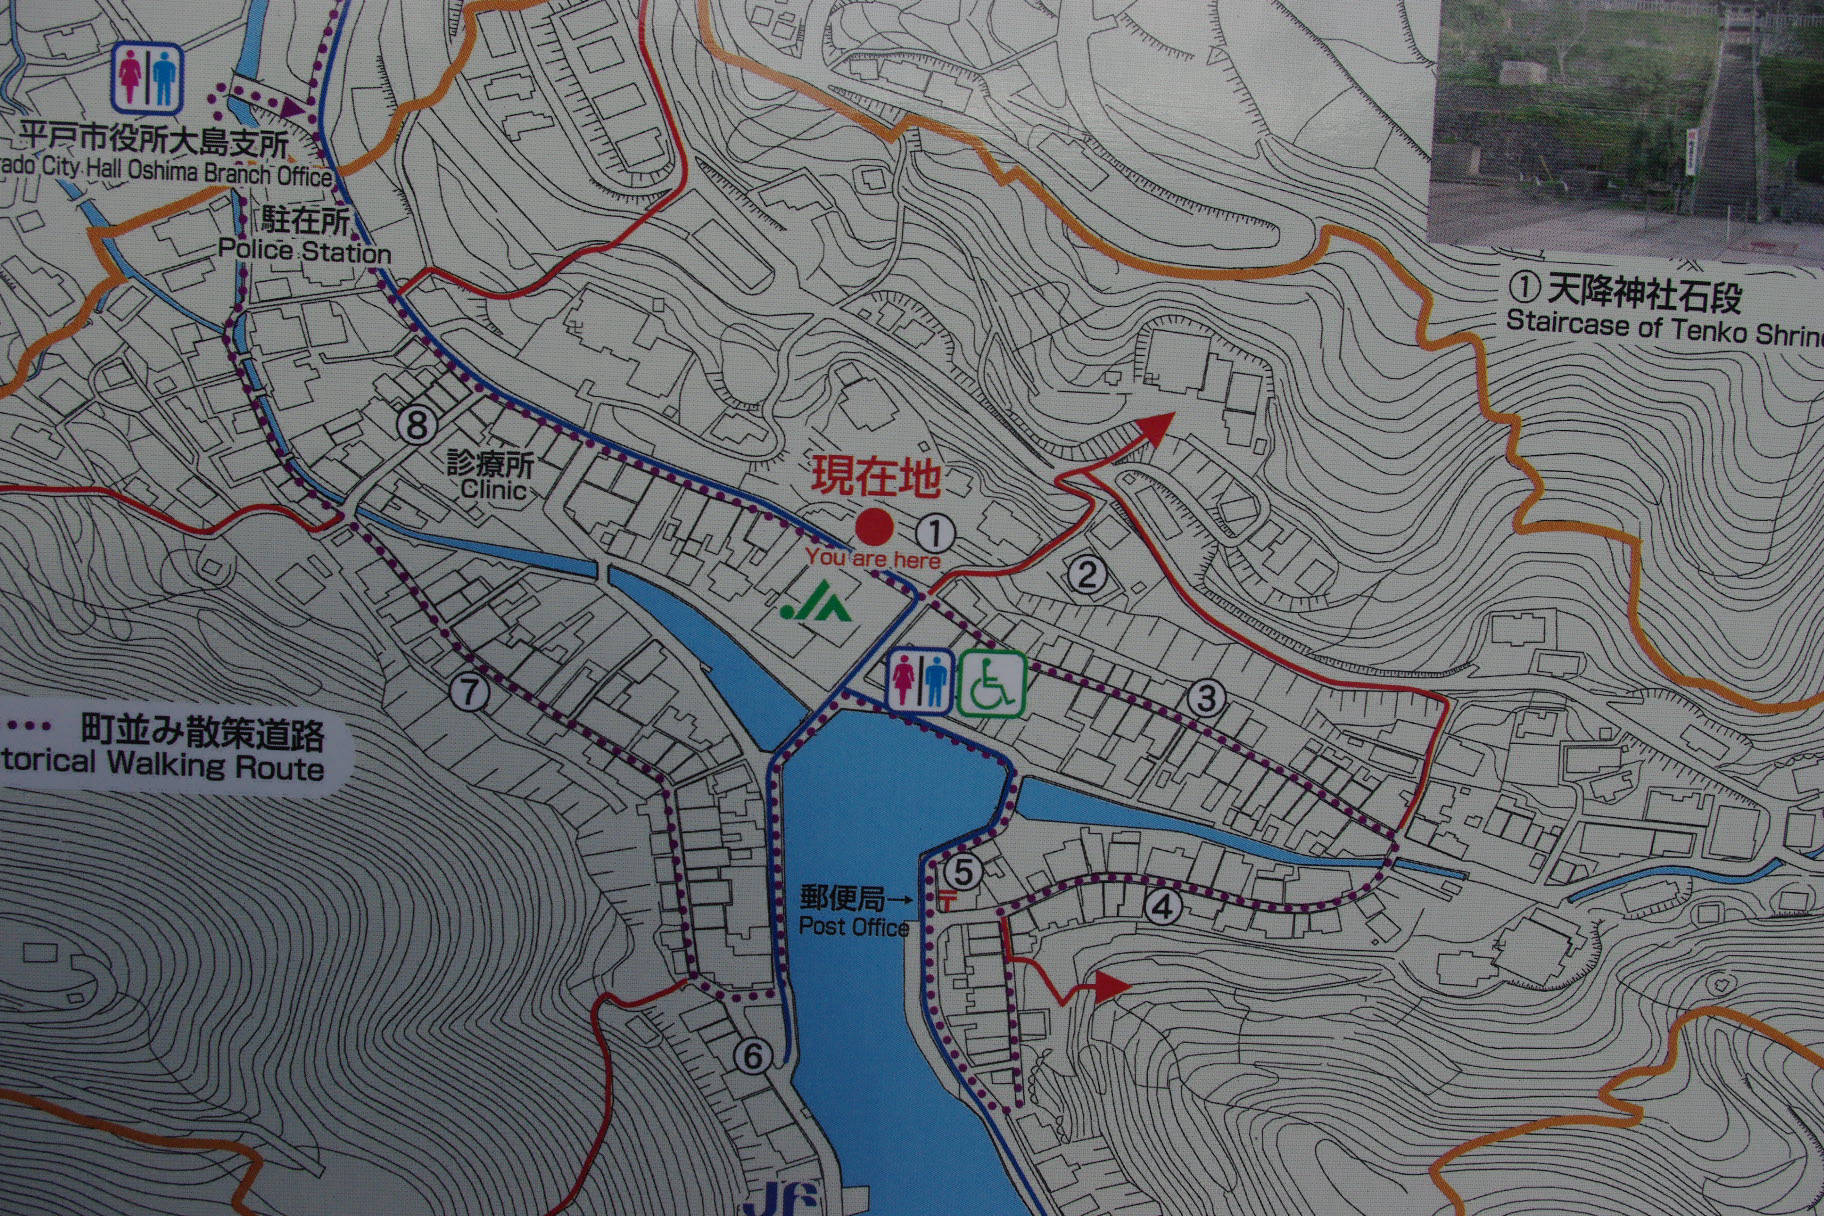 平戸市役所大島支所
ado City Hall Oshima Branch Office
駐在所
Police Station
①天降神社石段
Staircase of Tenko Shrine
⑧
診療所
Clinic
現在地
①
You are here
②
JA
⑦
③
町並み散策道路
torical Walking Route
⑤
郵便局→
〒
Post Office
④
⑥
JF